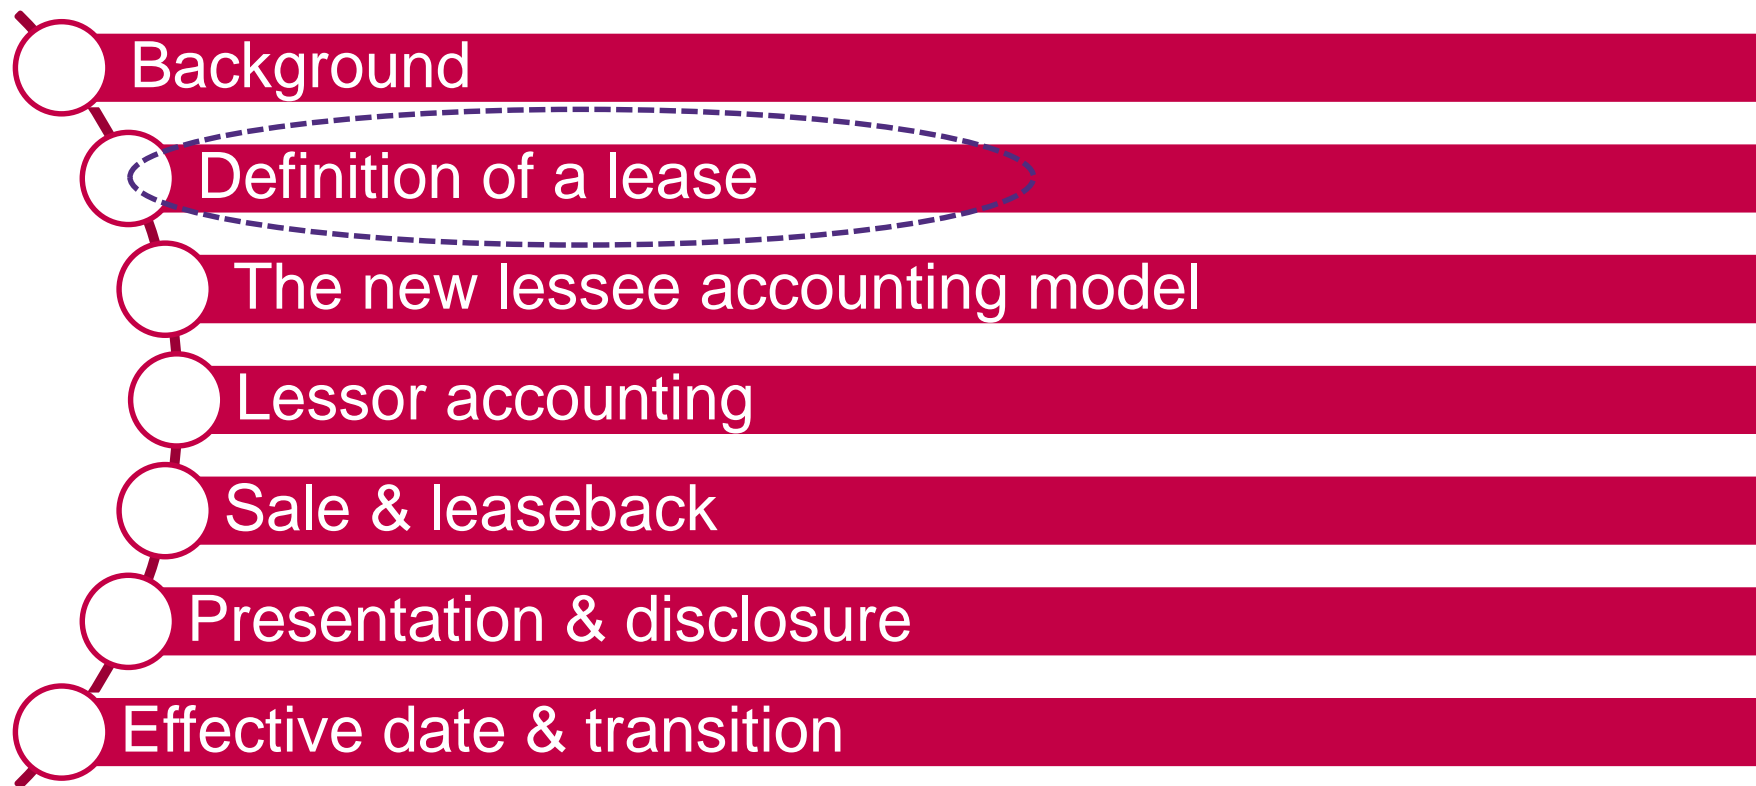 Background
Definition of a lease
The new lessee accounting model
Lessor accounting
Sale & leaseback
Presentation & disclosure
Effective date & transition